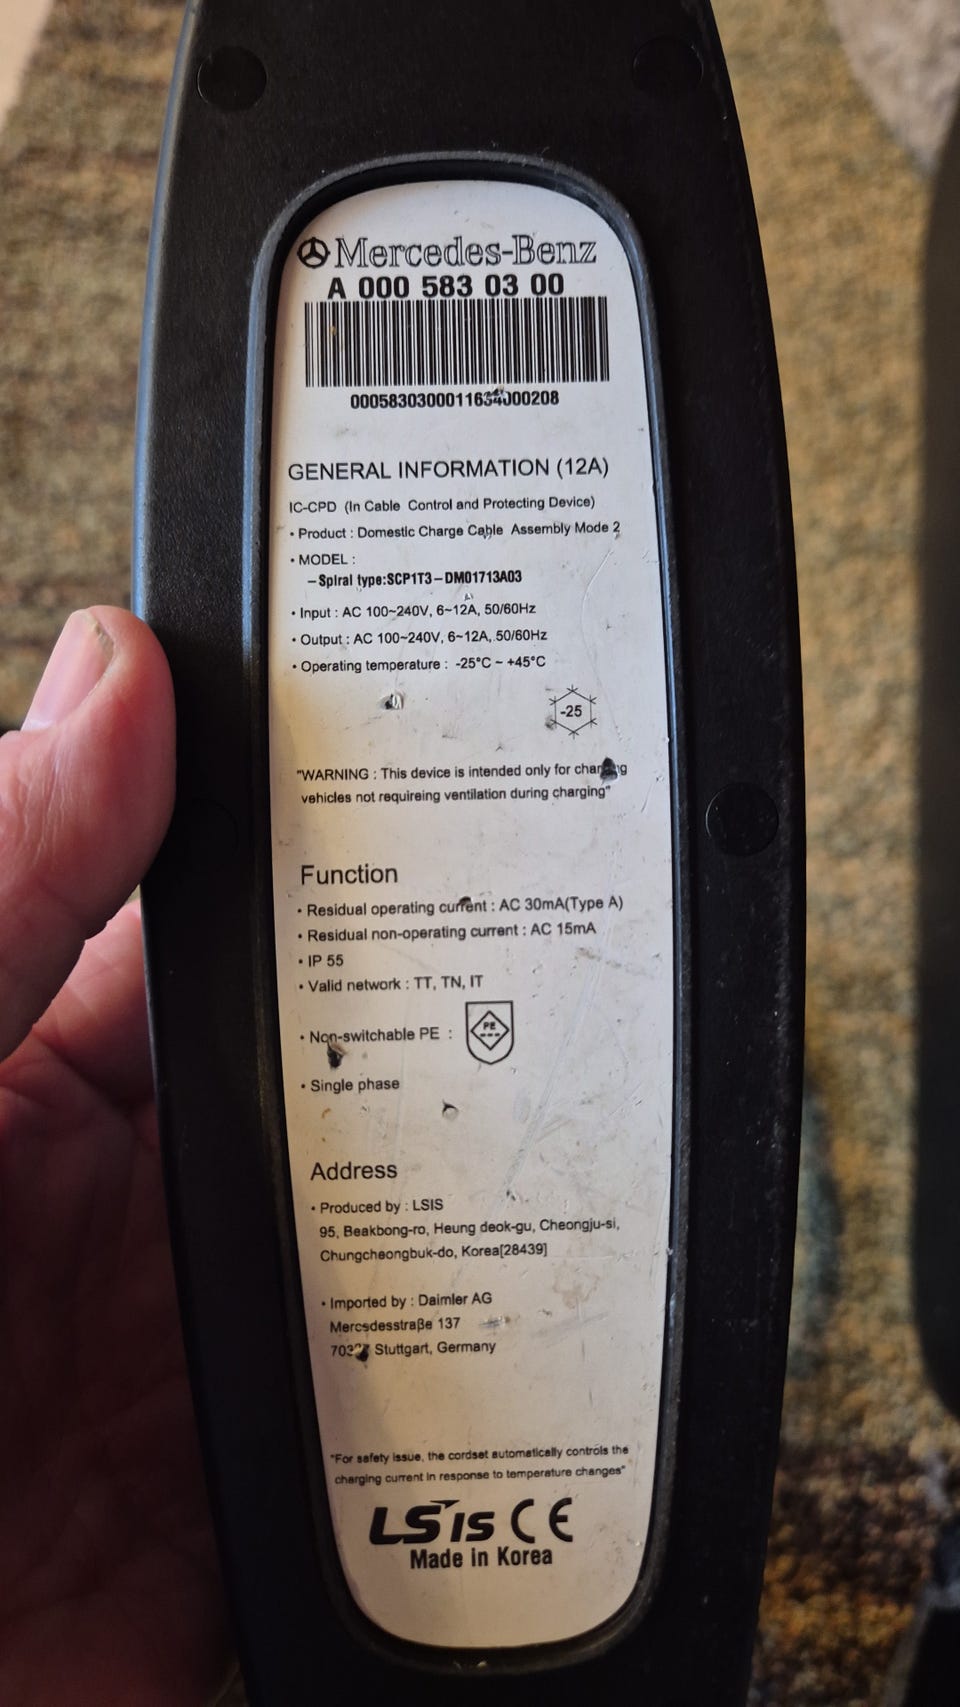 Mercedes-Benz
A 000 583 03 00
GENERAL INFORMATION (12A)
IC-CPD (In Cable Control and Protecting Device)
• Product : Domestic Charge Cable Assembly Mode 2
• MODEL :
–Spiral type:SCP1T3–DM01713A03
• Input : AC 100~240V, 6~12A, 50/60Hz
• Output : AC 100~240V, 6~12A, 50/60Hz
• Operating temperature : -25°C ~ +45°C
-25
"WARNING : This device is intended only for charging
vehicles not requireing ventilation during charging"
Function
• Residual operating current : AC 30mA(Type A)
• Residual non-operating current : AC 15mA
• IP 55
• Valid network : TT, TN, IT
• Non-switchable PE :
PE
• Single phase
Address
• Produced by : LSIS
95, Beakbong-ro, Heung deok-gu, Cheongju-si,
Chungcheongbuk-do, Korea[28439]
• Imported by : Daimler AG
Mercsdesstraße 137
Stuttgart, Germany
"For safety issue, the cordset automatically controls the
charging current in response to temperature changes"
LSIS CE
Made in Korea